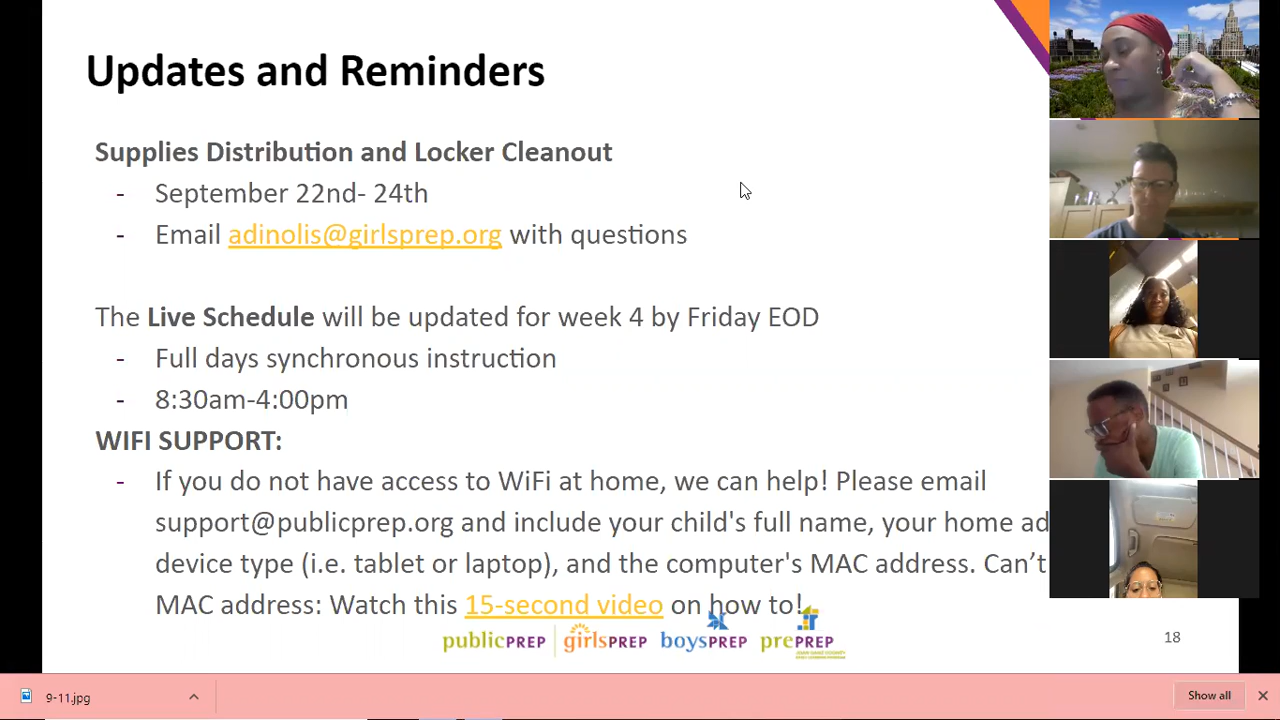 Updates and Reminders
Supplies Distribution and Locker Cleanout
- September 22nd- 24th
- Email adinolis@girlsprep.org with questions
The Live Schedule will be updated for week 4 by Friday EOD
- Full days synchronous instruction
- 8:30am-4:00pm
WIFI SUPPORT:
- If you do not have access to WiFi at home, we can help! Please email
support@publicprep.org and include your child's full name, your home ad
device type (i.e. tablet or laptop), and the computer's MAC address. Can't
MAC address: Watch this 15-second video on how to!
publicPREP girlsPREP boysPREP prePREP
18
9-11.jpg
Show all